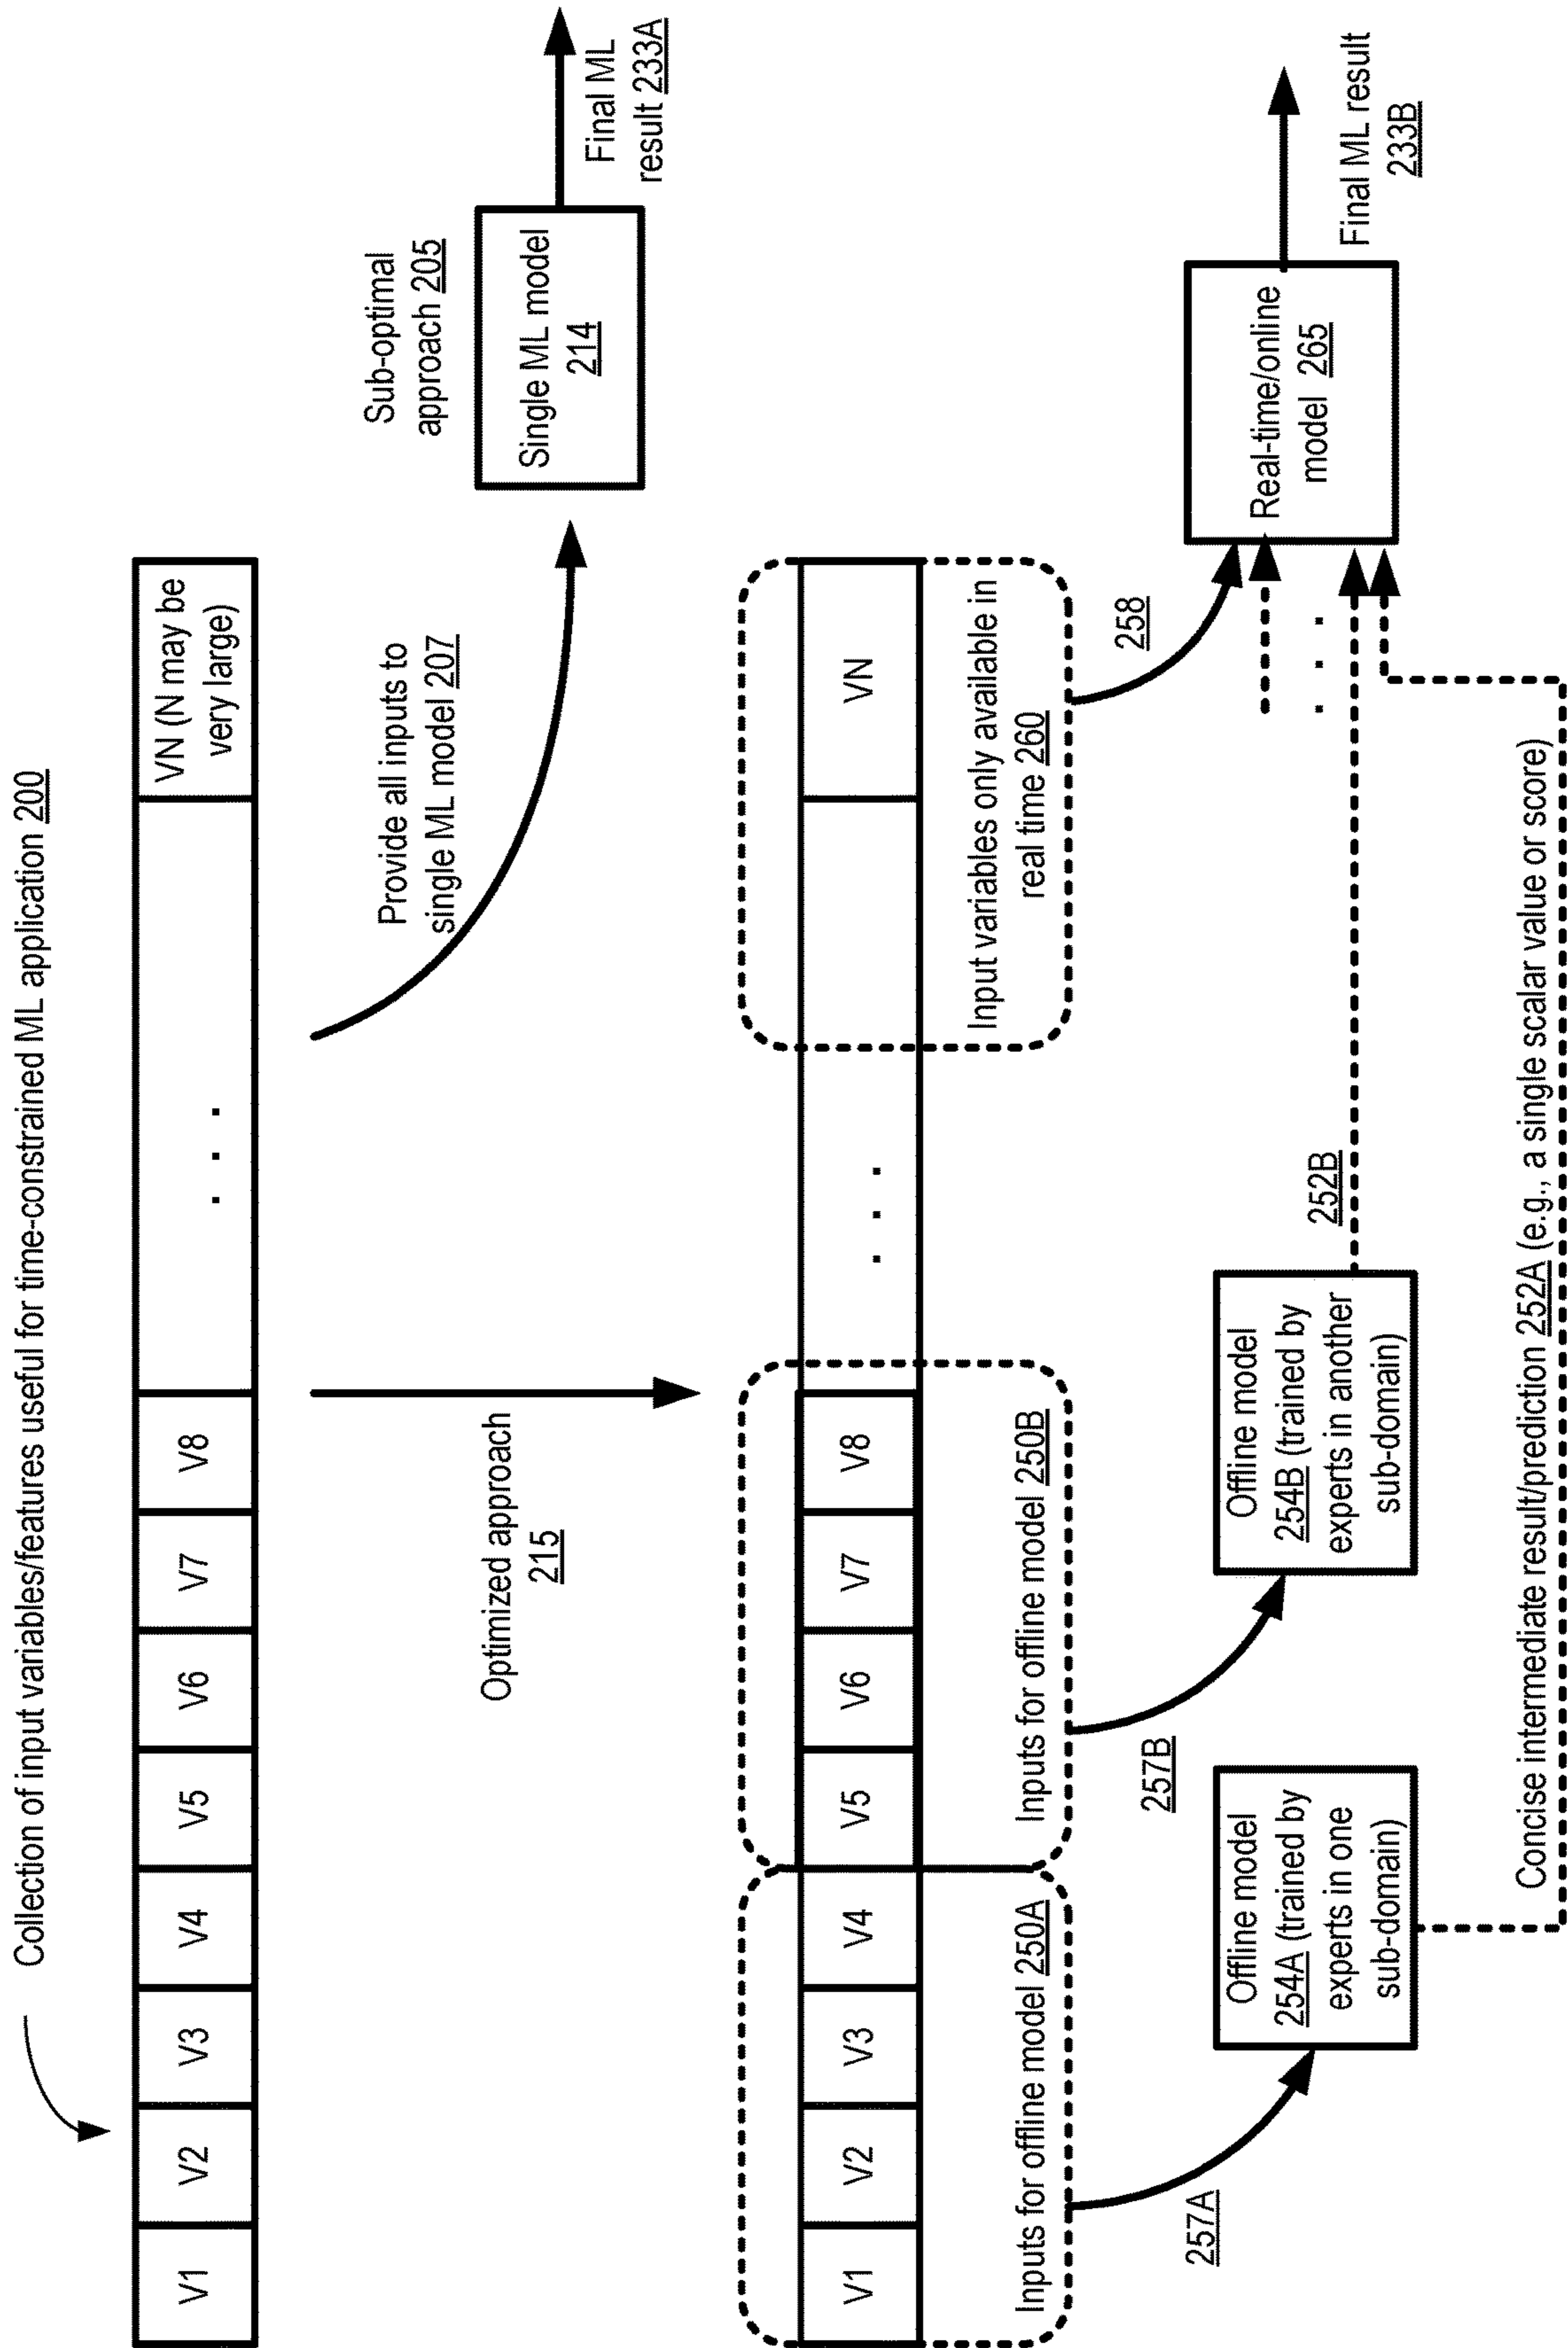 Collection of input variables/features useful for time-constrained ML application 200
V1
V2
V3
V4
V5
V6
V7
V8
. . .
VN (N may be
very large)
Provide all inputs to
single ML model 207
Sub-optimal
approach 205
Single ML model
214
Final ML
result 233A
Optimized approach
215
V1
V2
V3
V4
V5
V6
V7
V8
. . .
VN
Inputs for offline model 250A
Inputs for offline model 250B
Input variables only available in
real time 260
257A
257B
258
Offline model
254A (trained by
experts in one
sub-domain)
Offline model
254B (trained by
experts in another
sub-domain)
252B
. . .
Real-time/online
model 265
Final ML result
233B
Concise intermediate result/prediction 252A (e.g., a single scalar value or score)